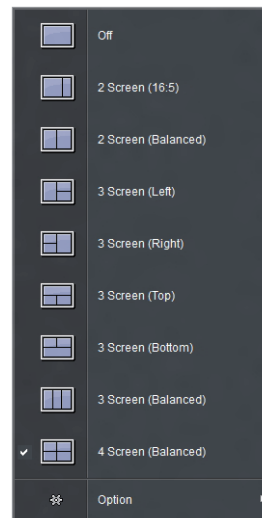 Off
2 Screen (16:5)
2 Screen (Balanced)
3 Screen (Left)
3 Screen (Right)
3 Screen (Top)
3 Screen (Bottom)
3 Screen (Balanced)
4 Screen (Balanced)
Option